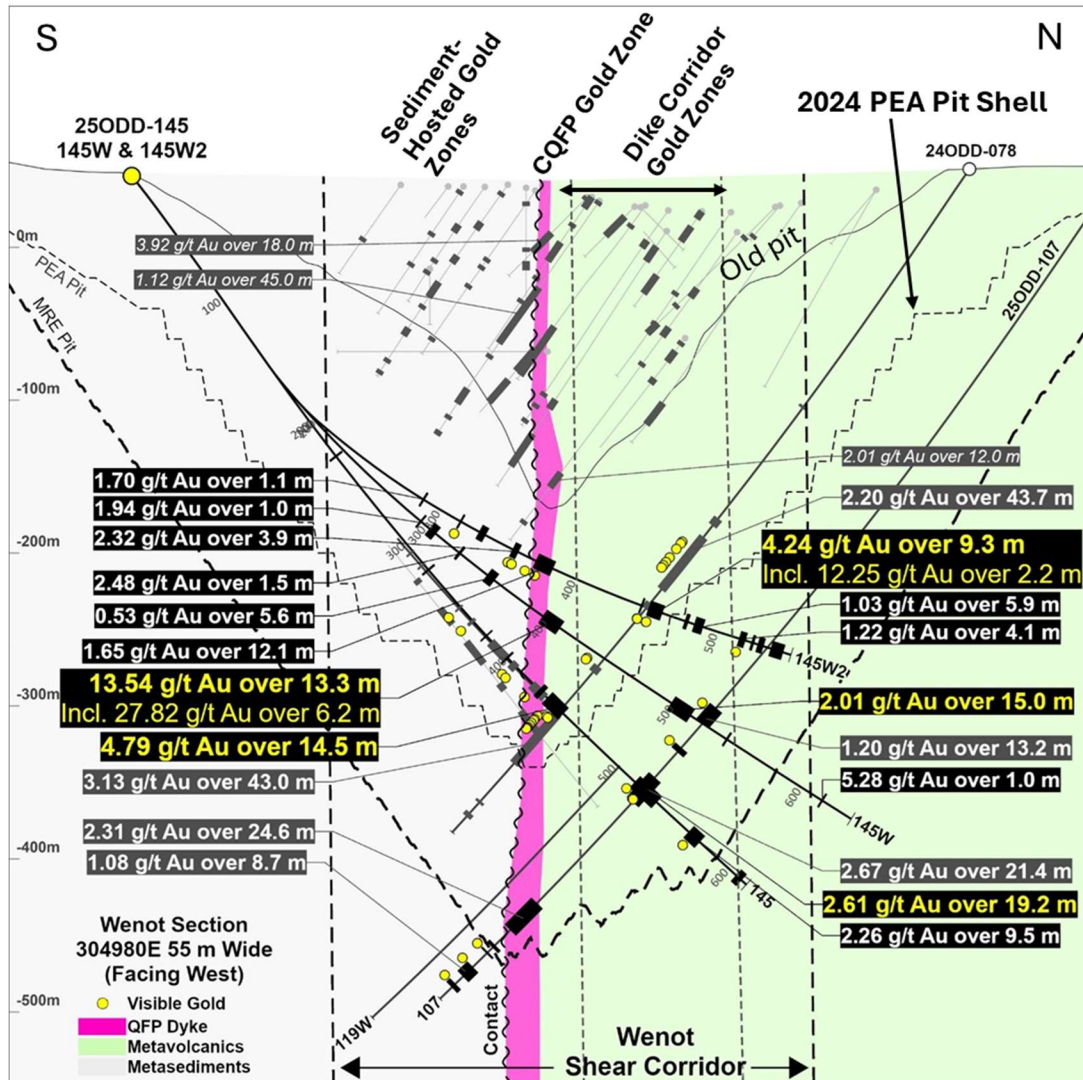 S
N
Sediment-
Hosted Gold
Zones
CQFP Gold Zone
Dike Corridor
Gold Zones
2024 PEA Pit Shell
25ODD-145
145W & 145W2
24ODD-078
3.92 g/t Au over 18.0 m
0m
Old pit
PEA Pit
1.12 g/t Au over 45.0 m
25ODD-107
MRE Pit
100
-100m
200
2.01 g/t Au over 12.0 m
1.70 g/t Au over 1.1 m
2.20 g/t Au over 43.7 m
1.94 g/t Au over 1.0 m
300
300
2.32 g/t Au over 3.9 m
300
-200m
4.24 g/t Au over 9.3 m
Incl. 12.25 g/t Au over 2.2 m
2.48 g/t Au over 1.5 m
400
1.03 g/t Au over 5.9 m
0.53 g/t Au over 5.6 m
400
1.22 g/t Au over 4.1 m
500
1.65 g/t Au over 12.1 m
400
145W2
13.54 g/t Au over 13.3 m
Incl. 27.82 g/t Au over 6.2 m
-300m
2.01 g/t Au over 15.0 m
500
4.79 g/t Au over 14.5 m
1.20 g/t Au over 13.2 m
3.13 g/t Au over 43.0 m
500
5.28 g/t Au over 1.0 m
600
145W
2.31 g/t Au over 24.6 m
-400m
1.08 g/t Au over 8.7 m
2.67 g/t Au over 21.4 m
600
145
2.61 g/t Au over 19.2 m
2.26 g/t Au over 9.5 m
Wenot Section
304980E 55 m Wide
(Facing West)
Visible Gold
-500m
QFP Dyke
Metavolcanics
Metasediments
119W
107
Contact
Wenot
Shear Corridor